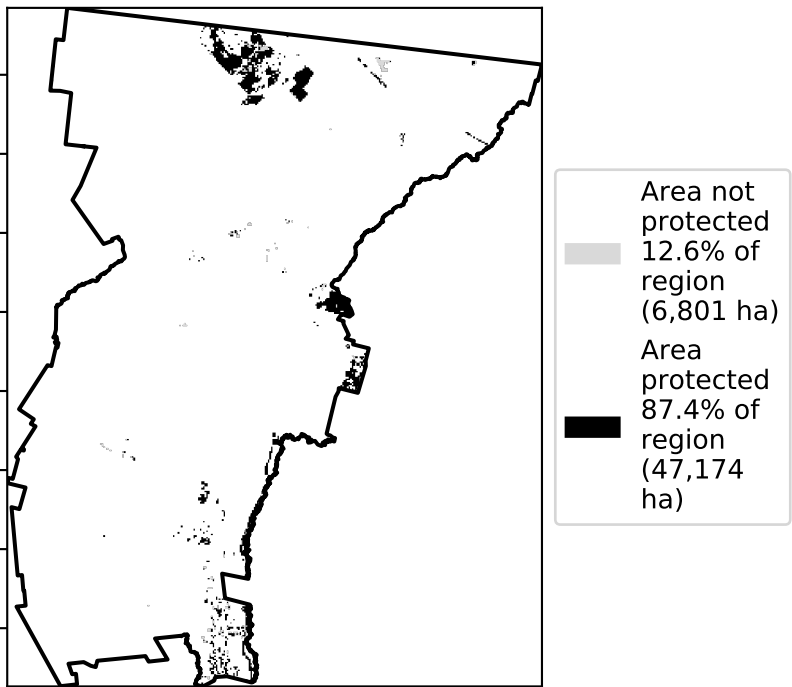 Area not
protected
12.6% of
region
(6,801 ha)
Area
protected
87.4% of
region
(47,174
ha)